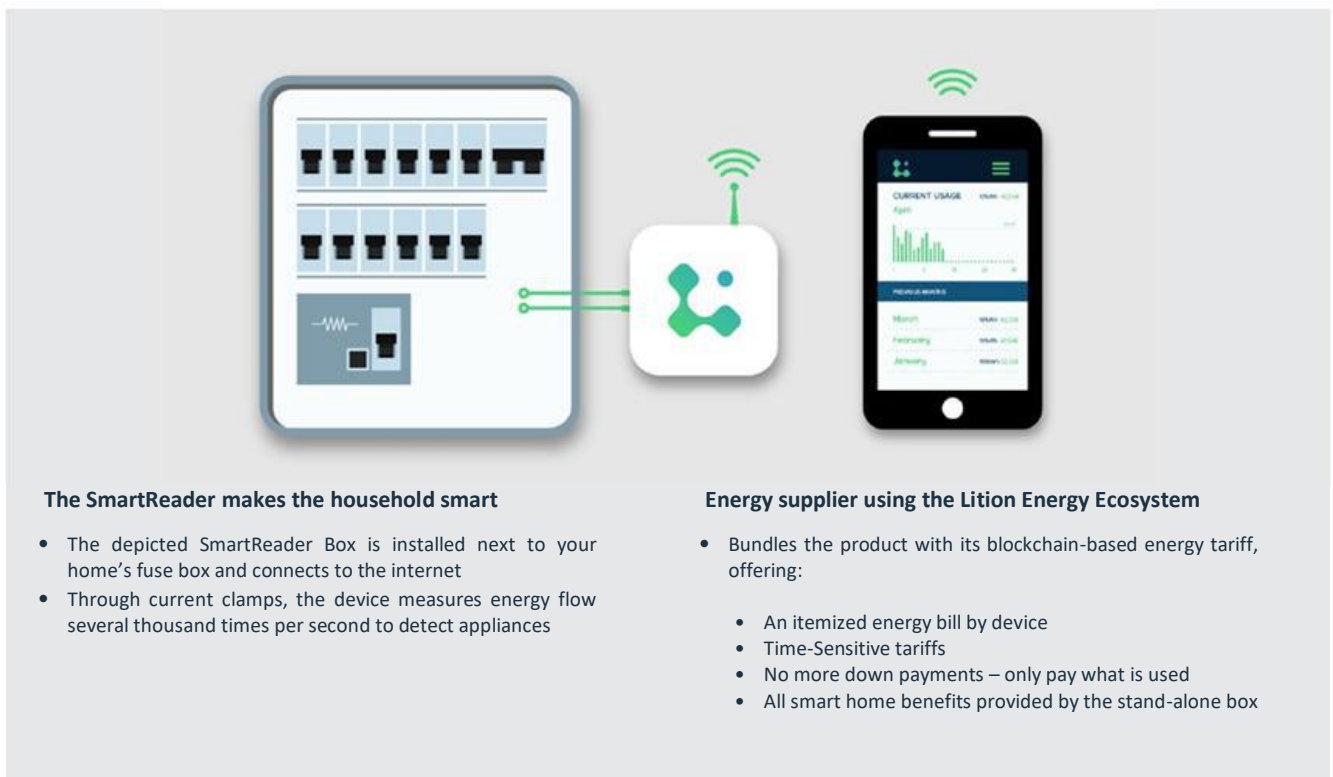 CURRENT USAGE
April
PREVIOUS MONTHS
March
February
January
The SmartReader makes the household smart
• The depicted SmartReader Box is installed next to your
home’s fuse box and connects to the internet
• Through current clamps, the device measures energy flow
several thousand times per second to detect appliances
Energy supplier using the Lition Energy Ecosystem
• Bundles the product with its blockchain-based energy tariff,
offering:
• An itemized energy bill by device
• Time-Sensitive tariffs
• No more down payments – only pay what is used
• All smart home benefits provided by the stand-alone box